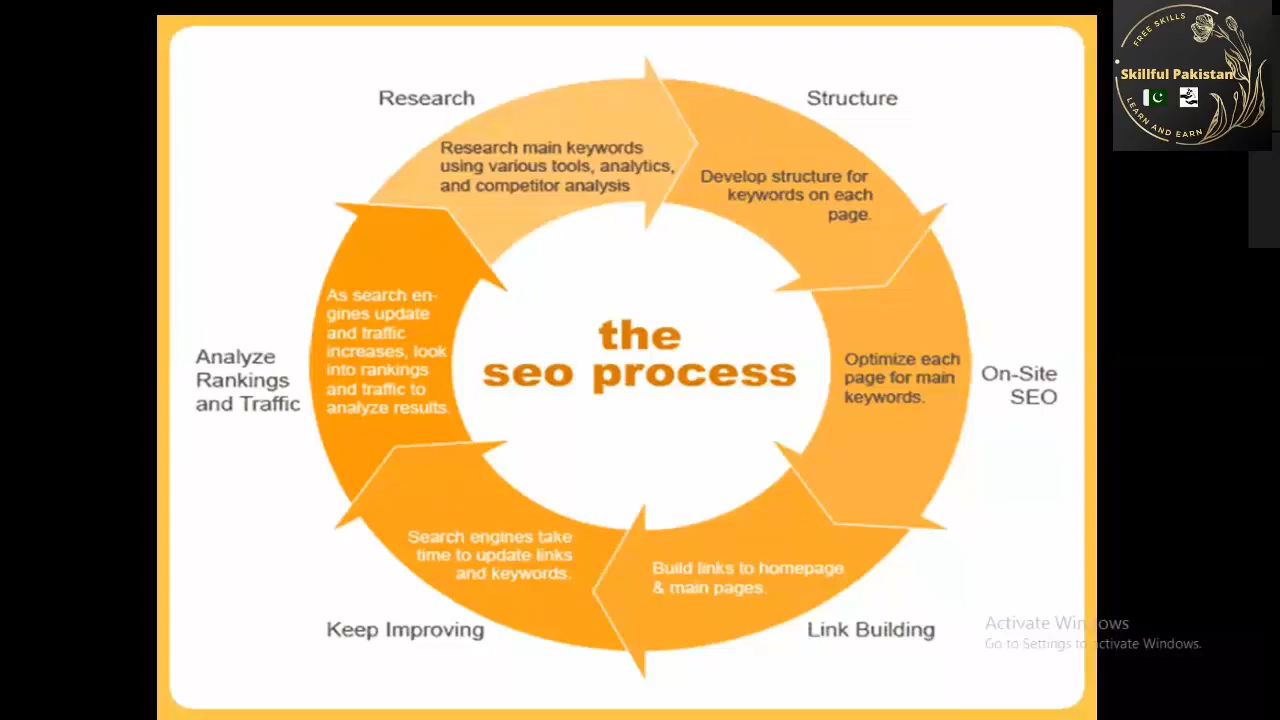 FREE SKILLS
Skillful Pakistan
LEARN AND EARN
Research
Research main keywords
using various tools, analytics,
and competitor analysis
Structure
Develop structure for
keywords on each
page.
On-Site
SEO
Optimize each
page for main
keywords.
Link Building
Build links to homepage
& main pages.
Keep Improving
Search engines take
time to update links
and keywords.
Analyze
Rankings
and Traffic
As search en-
gines update
and traffic
increases, look
into rankings
and traffic to
analyze results.
the
seo process
Activate Windows
Go to Settings to activate Windows.